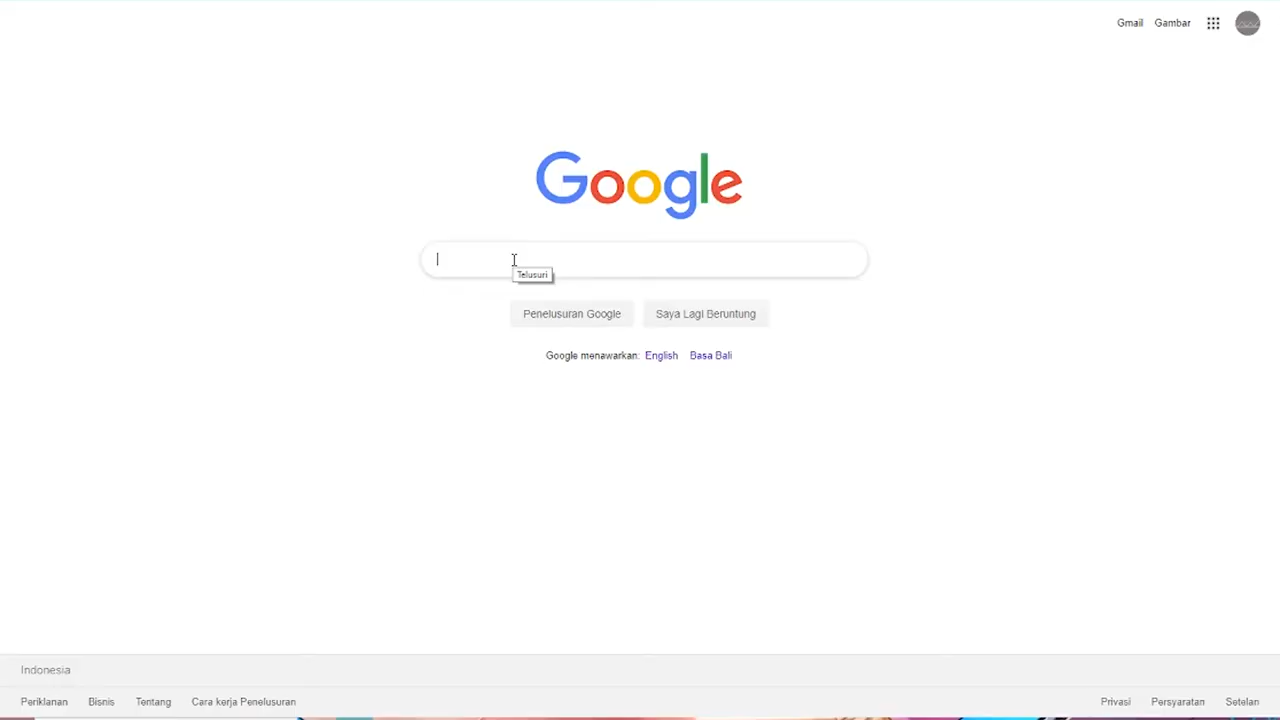 Gmail Gambar
Google
Telusuri
Penelusuran Google Saya Lagi Beruntung
Google menawarkan: English Basa Bali
Indonesia
Periklanan Bisnis Tentang Cara kerja Penelusuran Privasi Persyaratan Setelan